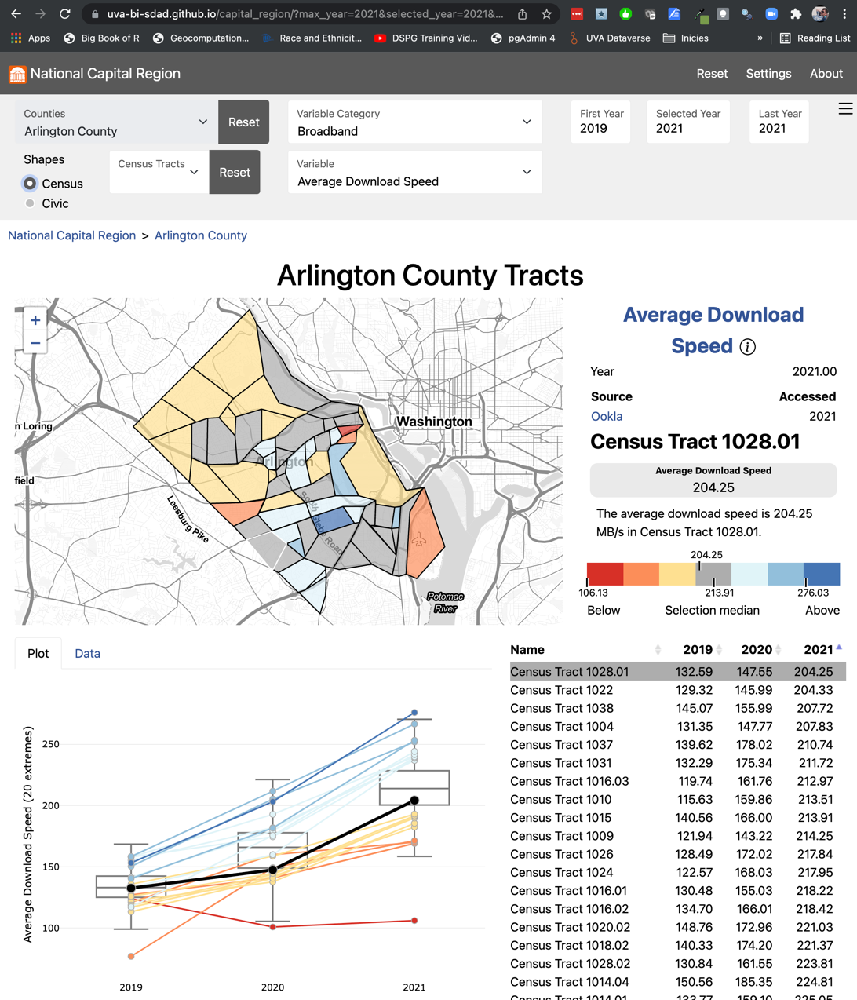 uva-bi-sdad.github.io/capital_region/?max_year=2021&selected_year=2021&...
Apps
Big Book of R
Geocomputation...
Race and Ethnicit...
DSPG Training Vid...
pgAdmin 4
UVA Dataverse
Inicies
»
Reading List
National Capital Region
Reset
Settings
About
Counties
Arlington County
Reset
Variable Category
Broadband
First Year
2019
Selected Year
2021
Last Year
2021
Shapes
Census
Civic
Census Tracts
Reset
Variable
Average Download Speed
National Capital Region > Arlington County
Arlington County Tracts
+
−
n Loring
field
Washington
Arlington
Leesburg Pike
South Glebe Road
Potomac
River
Average Download
Speed
Year 2021.00
Source Accessed
Ookla 2021
Census Tract 1028.01
Average Download Speed
204.25
The average download speed is 204.25
MB/s in Census Tract 1028.01.
204.25
106.13 213.91 276.03
Below Selection median Above
Plot
Data
Average Download Speed (20 extremes)
250
200
150
100
2019 2020 2021
Name 2019 2020 2021
Census Tract 1028.01 132.59 147.55 204.25
Census Tract 1022 129.32 145.99 204.33
Census Tract 1038 145.07 155.99 207.72
Census Tract 1004 131.35 147.77 207.83
Census Tract 1037 139.62 178.02 210.74
Census Tract 1031 132.29 175.34 211.72
Census Tract 1016.03 119.74 161.76 212.97
Census Tract 1010 115.63 159.86 213.51
Census Tract 1015 140.56 166.00 213.91
Census Tract 1009 121.94 143.22 214.25
Census Tract 1026 128.49 172.02 217.84
Census Tract 1024 122.57 168.03 217.95
Census Tract 1016.01 130.48 155.03 218.22
Census Tract 1016.02 134.70 166.01 218.42
Census Tract 1020.02 148.76 172.96 221.03
Census Tract 1018.02 140.33 174.20 221.37
Census Tract 1028.02 130.84 161.55 223.81
Census Tract 1014.04 150.56 185.35 224.81
Census Tract 1014.01 133.77 159.10 225.05